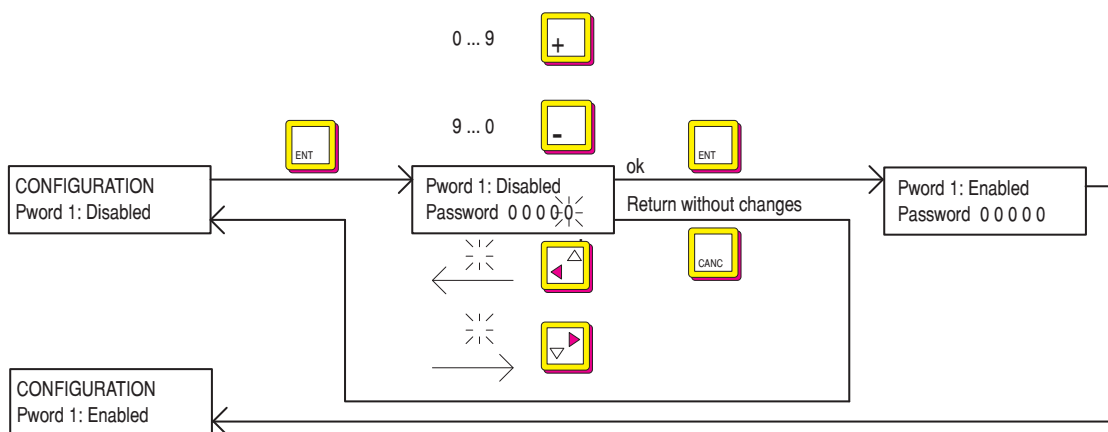 0 ... 9
+
9 ... 0
-
ENT
ENT
ok
CONFIGURATION
Pword 1: Disabled
Pword 1: Disabled
Password 0 0 0 0 0
Return without changes
Pword 1: Enabled
Password 0 0 0 0 0
CANC
CONFIGURATION
Pword 1: Enabled